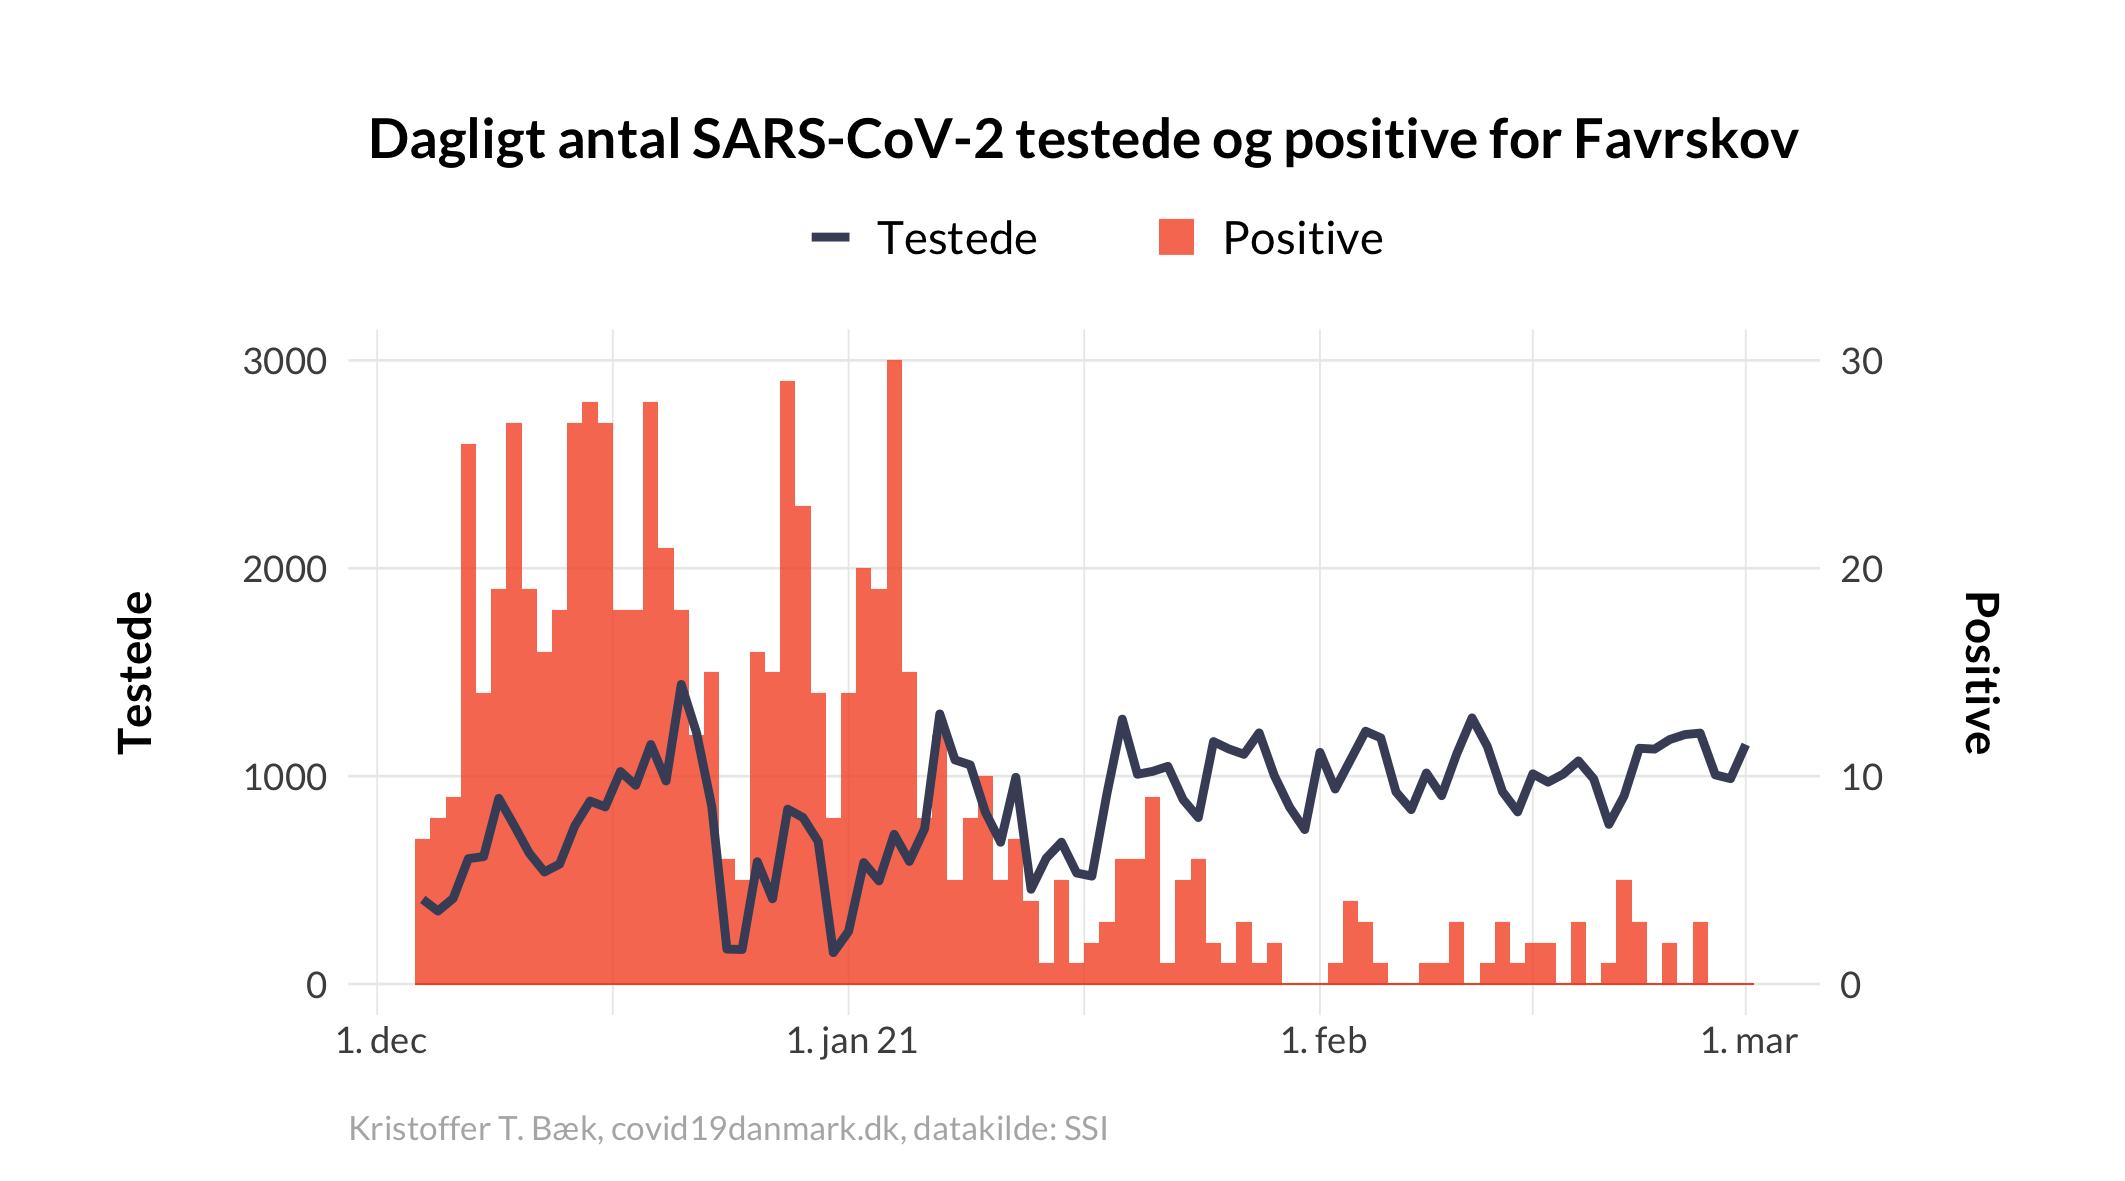 Dagligt antal SARS-CoV-2 testede og positive for Favrskov
Testede
Positive
3000
2000
1000
0
Testede
30
20
10
0
Positive
1. dec
1. jan 21
1. feb
1. mar
Kristoffer T. Bæk, covid19danmark.dk, datakilde: SSI